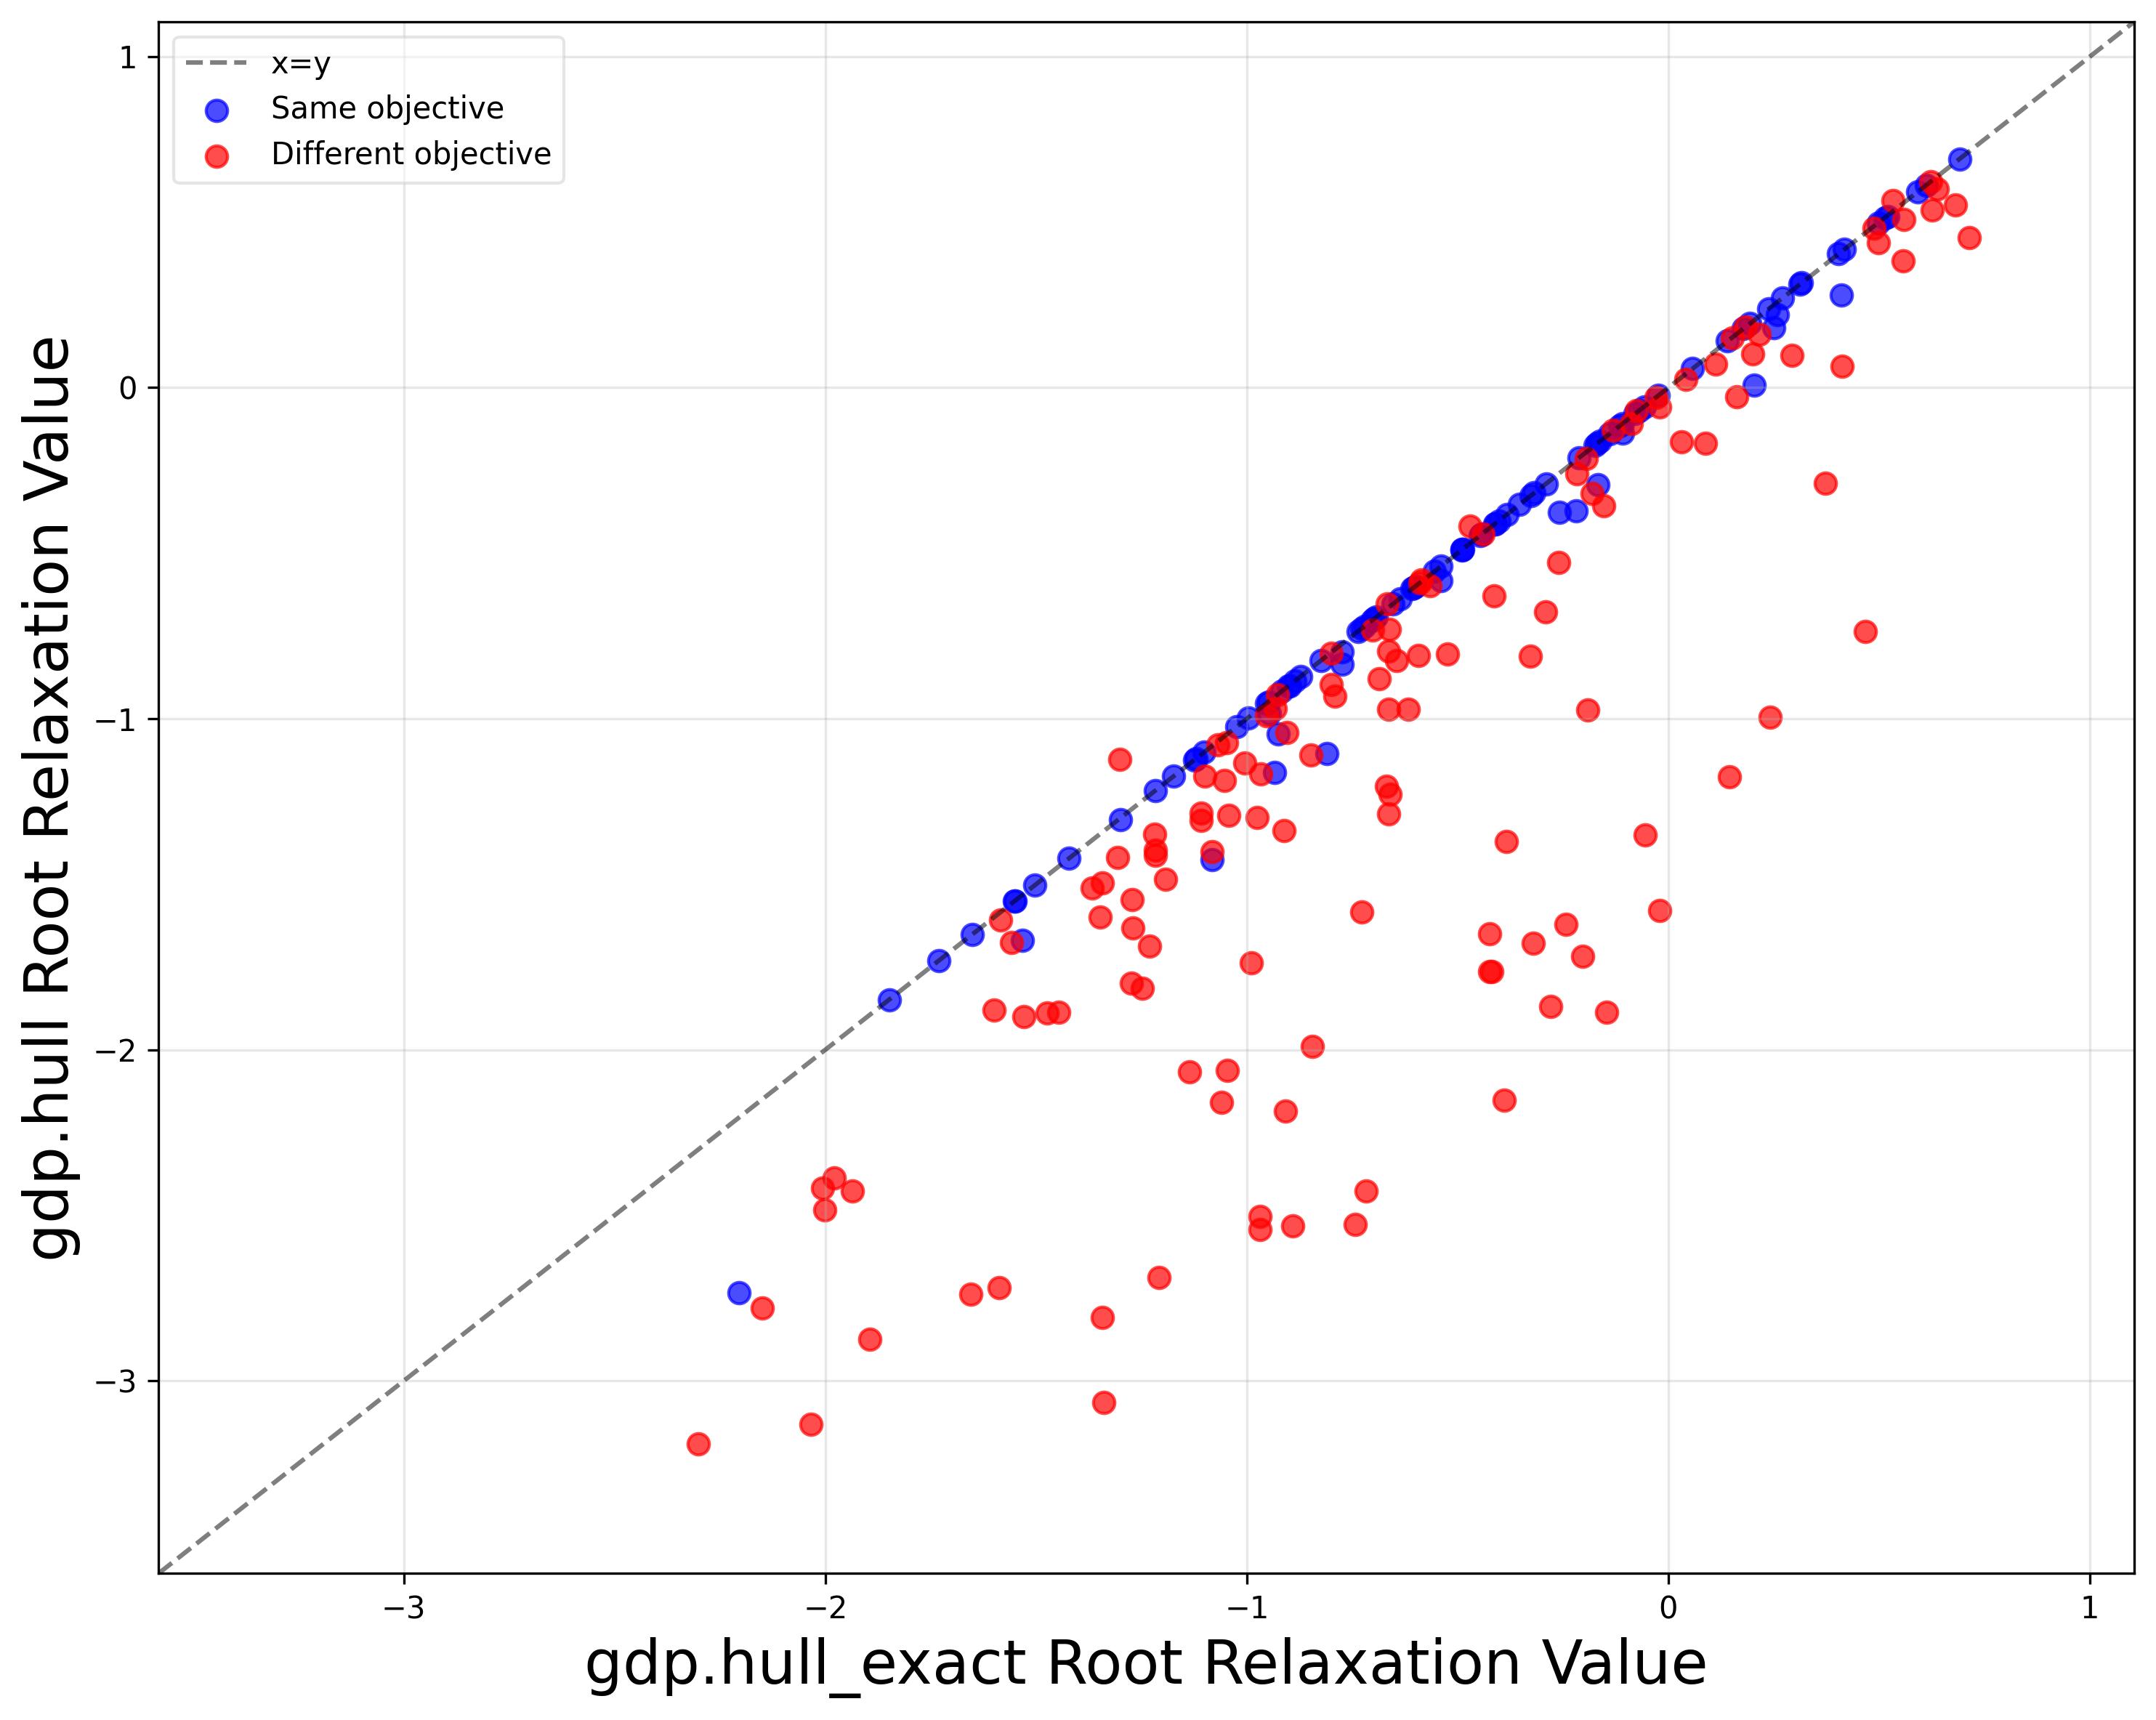 x=y
Same objective
Different objective
gdp.hull Root Relaxation Value
1
0
−1
−2
−3
−3
−2
−1
0
1
gdp.hull_exact Root Relaxation Value